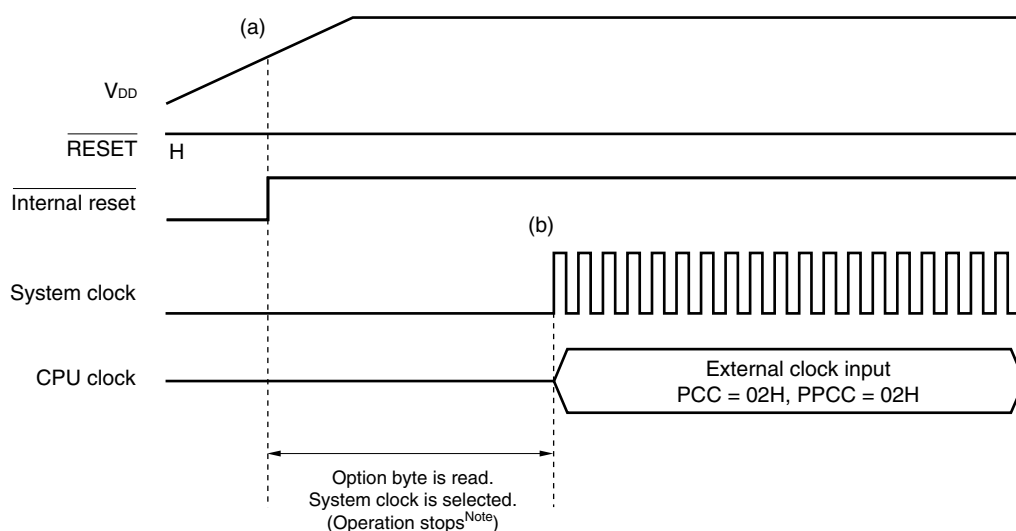 (a)
VDD
RESET
H
Internal reset
(b)
System clock
CPU clock
External clock input
PCC = 02H, PPCC = 02H
Option byte is read.
System clock is selected.
(Operation stopsNote)